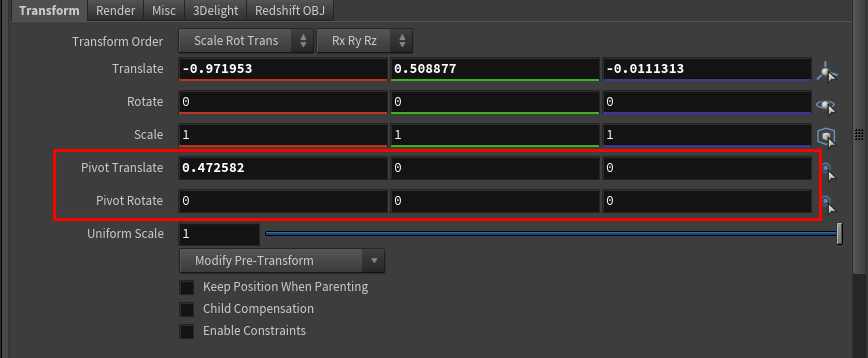 Transform Render Misc 3Delight Redshift OBJ
Transform Order Scale Rot Trans Rx Ry Rz
Translate -0.971953 0.508877 -0.0111313
Rotate 0 0 0
Scale 1 1 1
Pivot Translate 0.472582 0 0
Pivot Rotate 0 0 0
Uniform Scale 1
Modify Pre-Transform
Keep Position When Parenting
Child Compensation
Enable Constraints